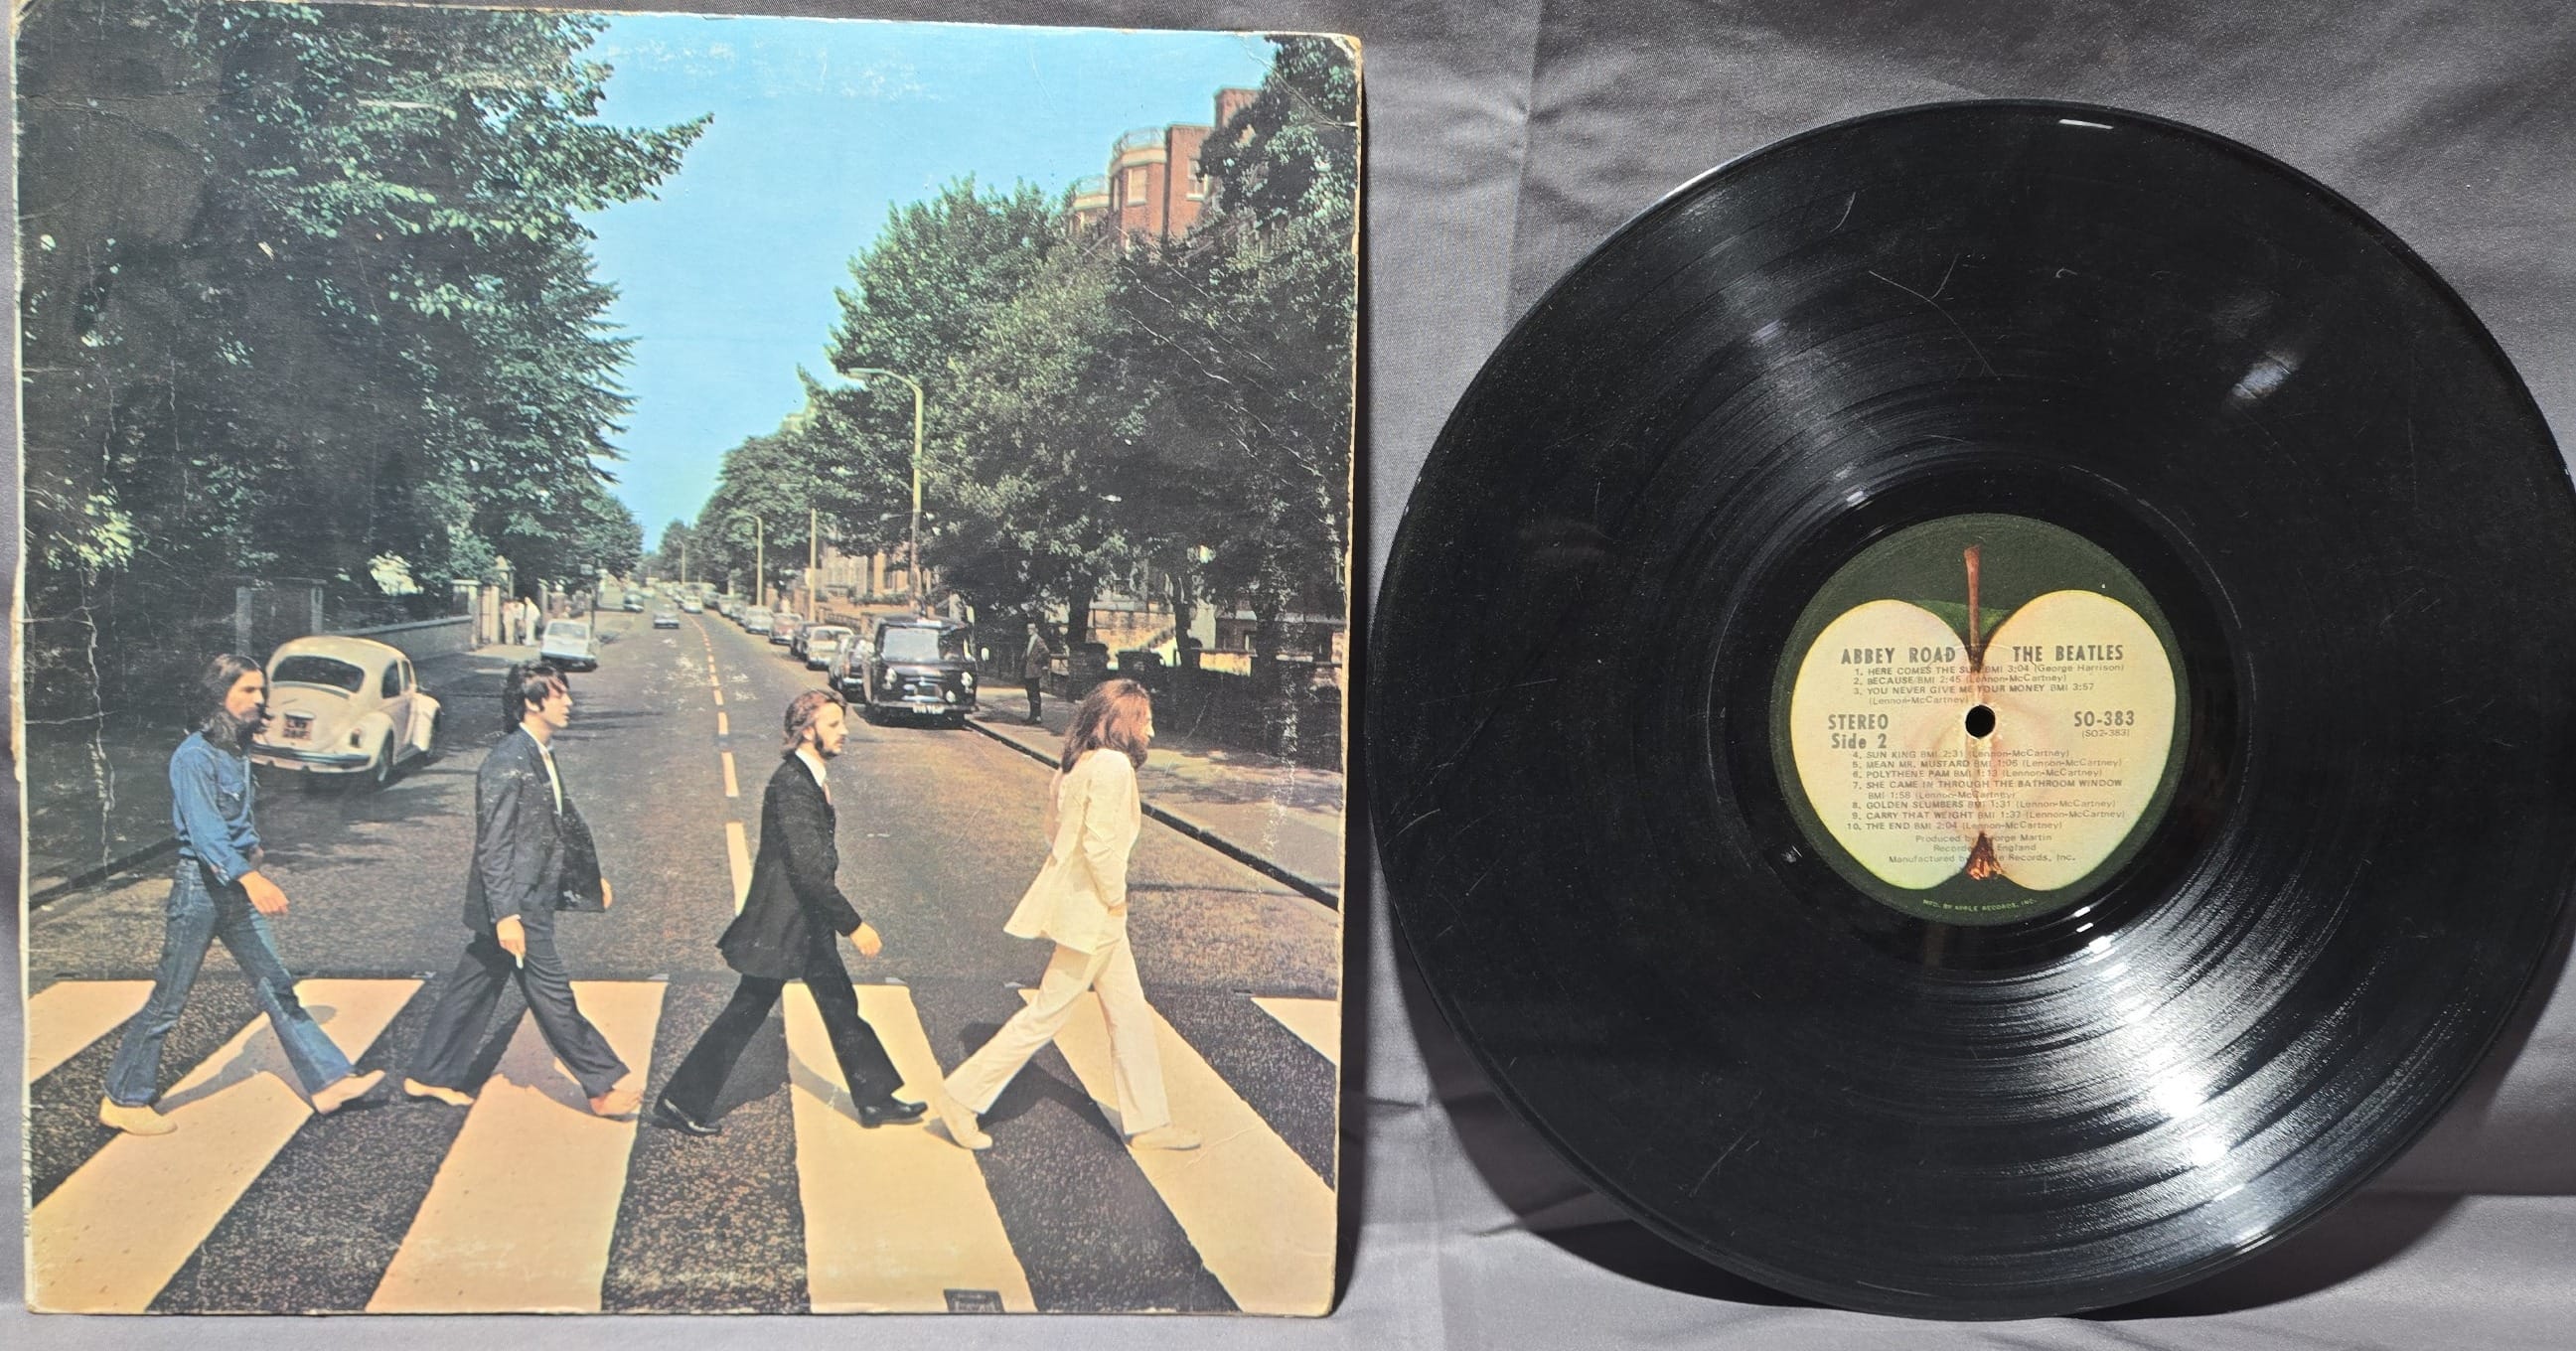 ABBEY ROAD THE BEATLES
1. HERE COMES THE SUN BMI 3:04 (George Harrison)
2. BECAUSE BMI 2:45 (Lennon-McCartney)
3. YOU NEVER GIVE ME YOUR MONEY BMI 3:57
(Lennon-McCartney)
STEREO SO-383
Side 2 (SO2-383)
4. SUN KING BMI 2:31 (Lennon-McCartney)
5. MEAN MR. MUSTARD BMI 1:06 (Lennon-McCartney)
6. POLYTHENE PAM BMI 1:13 (Lennon-McCartney)
7. SHE CAME IN THROUGH THE BATHROOM WINDOW
BMI 1:58 (Lennon-McCartney)
8. GOLDEN SLUMBERS BMI 1:31 (Lennon-McCartney)
9. CARRY THAT WEIGHT BMI 1:37 (Lennon-McCartney)
10. THE END BMI 2:04 (Lennon-McCartney)
Produced by George Martin
Recorded in England
Manufactured by Apple Records, Inc.
MFD. BY APPLE RECORDS, INC.